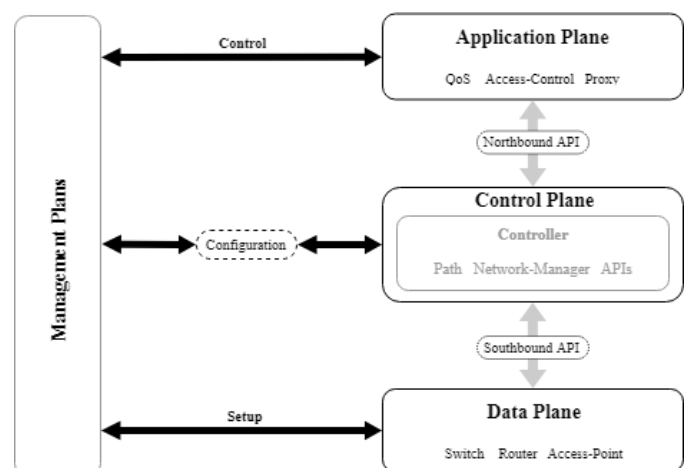 Management Plans
Control
Application Plane
QoS Access-Control Proxy
Northbound API
Control Plane
Controller
Path Network-Manager APIs
Configuration
Southbound API
Setup
Data Plane
Switch Router Access-Point